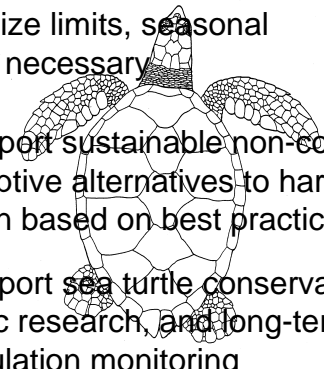 ize limits, seasonal
necessary
port sustainable non-co
otive alternatives to har
n based on best practic
port sea turtle conserva
c research, and long-ter
ulation monitoring